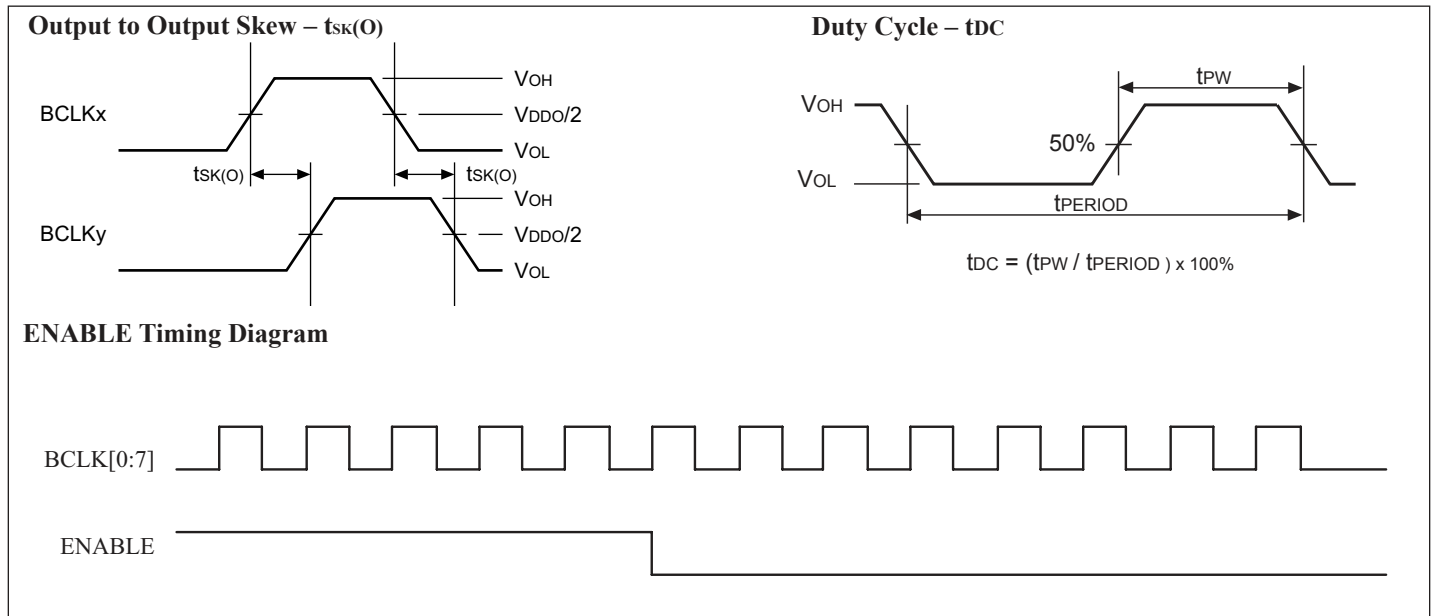 Output to Output Skew – tSK(O)
BCLKx
VOH
VDDO/2
VOL
tSK(O)
tSK(O)
BCLKy
VOH
VDDO/2
VOL
Duty Cycle – tDC
tPW
VOH
50%
VOL
tPERIOD
tDC = (tPW / tPERIOD ) x 100%
ENABLE Timing Diagram
BCLK[0:7]
ENABLE